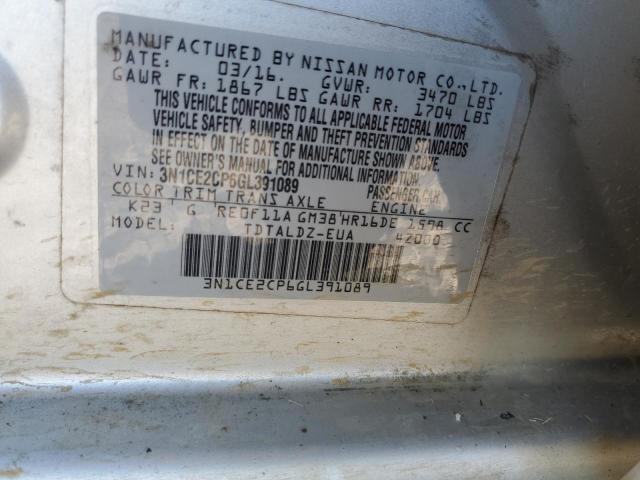 MANUFACTURED BY NISSAN MOTOR CO., LTD.
DATE: 03/16. GVWR: 3470 LBS
GAWR FR: 1867 LBS GAWR RR: 1704 LBS
THIS VEHICLE CONFORMS TO ALL APPLICABLE FEDERAL MOTOR
VEHICLE SAFETY, BUMPER AND THEFT PREVENTION STANDARDS
IN EFFECT ON THE DATE OF MANUFACTURE SHOWN ABOVE.
SEE OWNER'S MANUAL FOR ADDITIONAL INFORMATION
VIN: 3N1CE2CP6GL391089 PASSENGER CAR
COLOR TRIM TRANS AXLE ENGINE
K23 G RE0F11A GM38 HR16DE 1598 CC
MODEL: TDTALDZ-EUA 42000
3N1CE2CP6GL391089